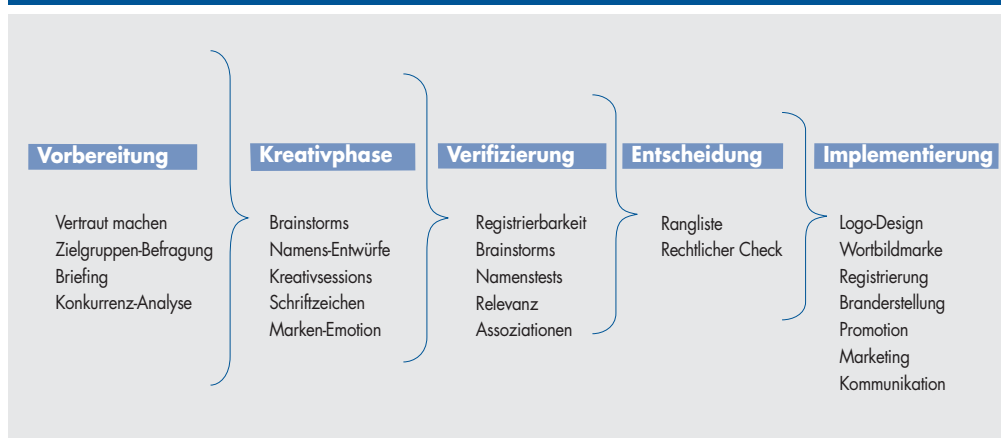 Vorbereitung
Vertraut machen
Zielgruppen-Befragung
Briefing
Konkurrenz-Analyse
Kreativphase
Brainstorms
Namens-Entwürfe
Kreativsessions
Schriftzeichen
Marken-Emotion
Verifizierung
Registrierbarkeit
Brainstorms
Namenstests
Relevanz
Assoziationen
Entscheidung
Rangliste
Rechtlicher Check
Implementierung
Logo-Design
Wortbildmarke
Registrierung
Branderstellung
Promotion
Marketing
Kommunikation